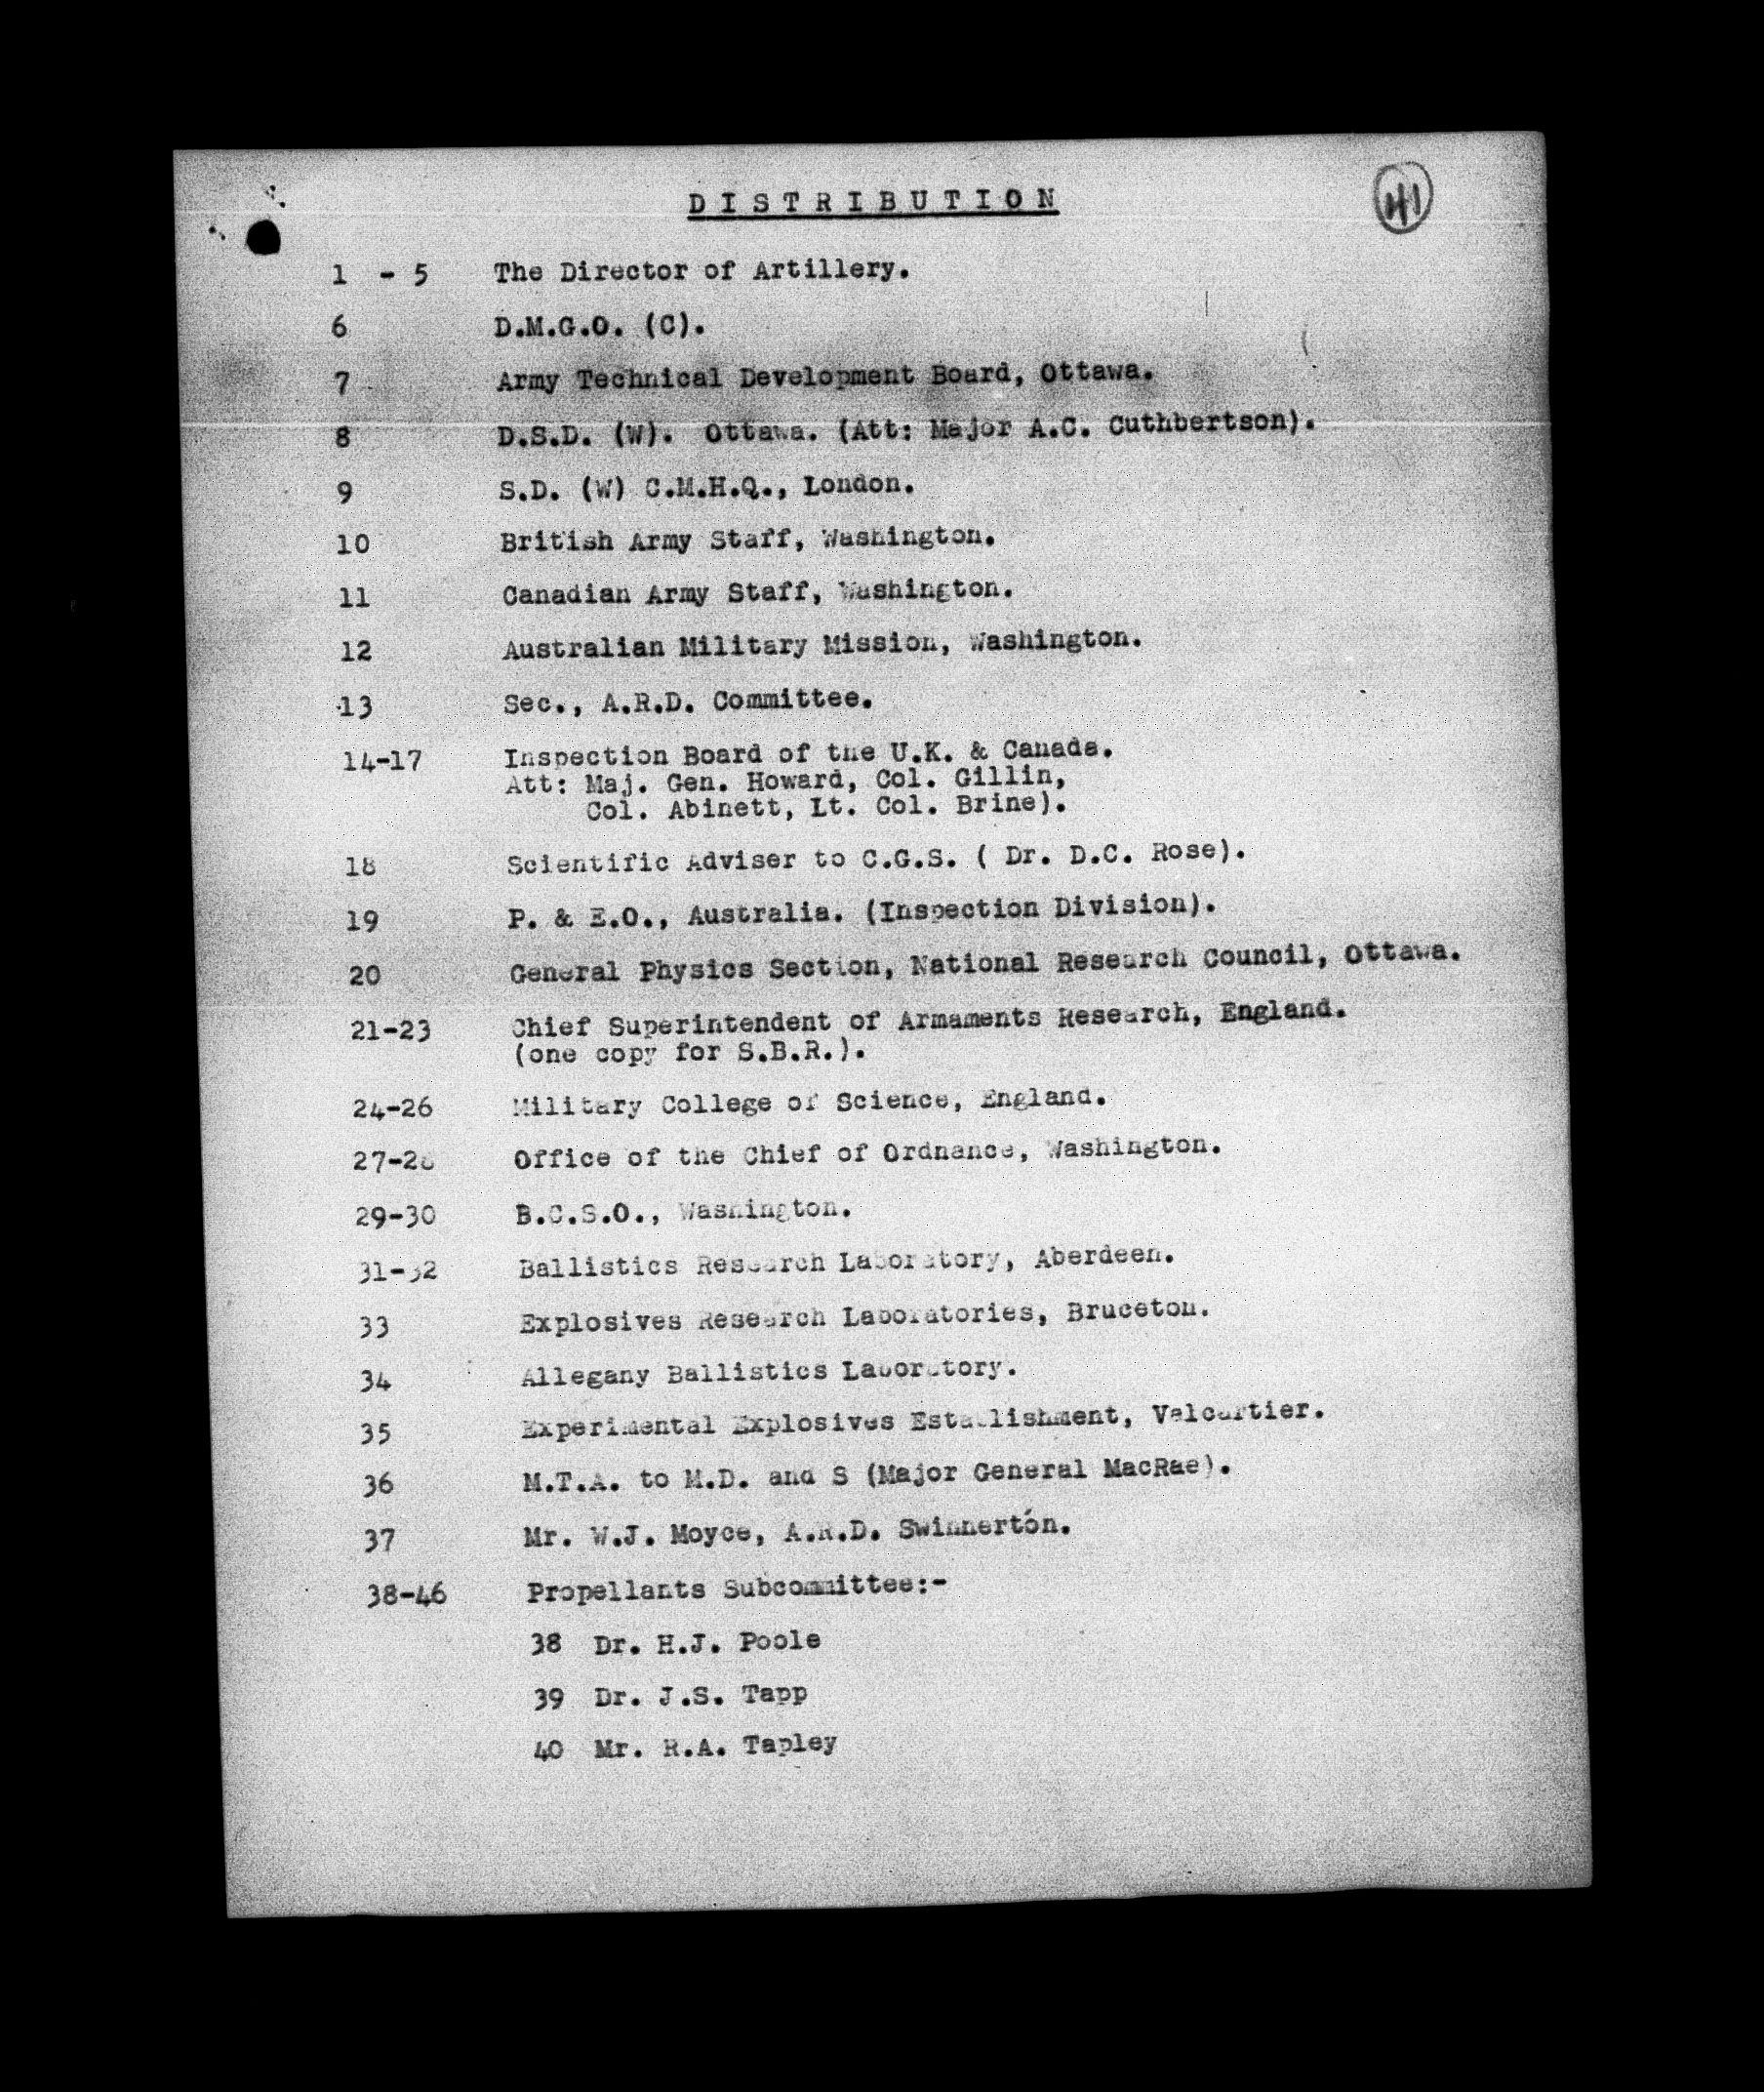 DISTRIBUTION
41
1 - 5 The Director of Artillery.
6 D.M.G.O. (C).
7 Army Technical Development Board, Ottawa.
8 D.S.D. (W). Ottawa. (Att: Major A.C. Cuthbertson).
9 S.D. (W) C.M.H.Q., London.
10 British Army Staff, Washington.
11 Canadian Army Staff, Washington.
12 Australian Military Mission, Washington.
13 Sec., A.R.D. Committee.
14-17 Inspection Board of the U.K. & Canada.
Att: Maj. Gen. Howard, Col. Gillin,
Col. Abinett, Lt. Col. Brine).
18 Scientific Adviser to C.G.S. ( Dr. D.C. Rose).
19 P. & E.O., Australia. (Inspection Division).
20 General Physics Section, National Research Council, Ottawa.
21-23 Chief Superintendent of Armaments Research, England.
(one copy for S.B.R.).
24-26 Military College of Science, England.
27-28 Office of the Chief of Ordnance, Washington.
29-30 B.C.S.O., Washington.
31-32 Ballistics Research Laboratory, Aberdeen.
33 Explosives Research Laboratories, Bruceton.
34 Allegany Ballistics Laboratory.
35 Experimental Explosives Establishment, Valcartier.
36 M.T.A. to M.D. and S (Major General MacRae).
37 Mr. W.J. Moyce, A.R.D. Swinnerton.
38-46 Propellants Subcommittee:-
38 Dr. H.J. Poole
39 Dr. J.S. Tapp
40 Mr. R.A. Tapley